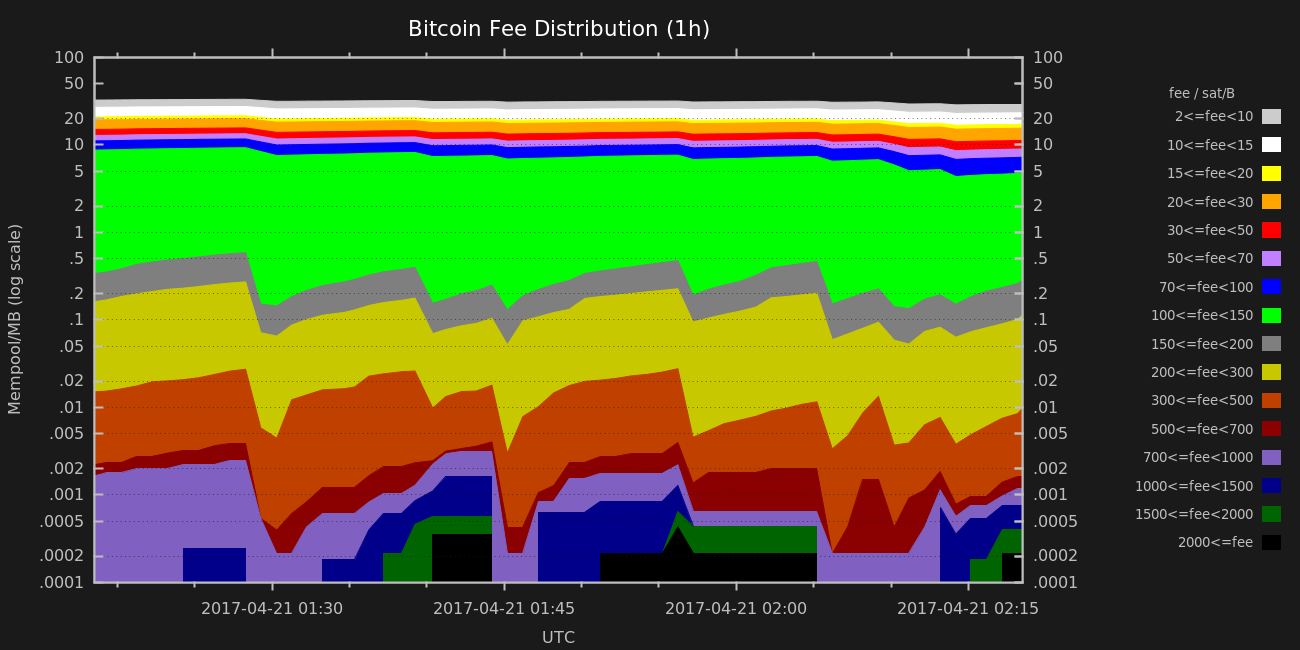 Bitcoin Fee Distribution (1h)
100
50
20
10
5
2
1
.5
.2
.1
.05
.02
.01
.005
.002
.001
.0005
.0002
.0001
Mempool/MB (log scale)
100
50
20
10
5
2
1
.5
.2
.1
.05
.02
.01
.005
.002
.001
.0005
.0002
.0001
fee / sat/B
2<=fee<10
10<=fee<15
15<=fee<20
20<=fee<30
30<=fee<50
50<=fee<70
70<=fee<100
100<=fee<150
150<=fee<200
200<=fee<300
300<=fee<500
500<=fee<700
700<=fee<1000
1000<=fee<1500
1500<=fee<2000
2000<=fee
2017-04-21 01:30 2017-04-21 01:45 2017-04-21 02:00 2017-04-21 02:15
UTC